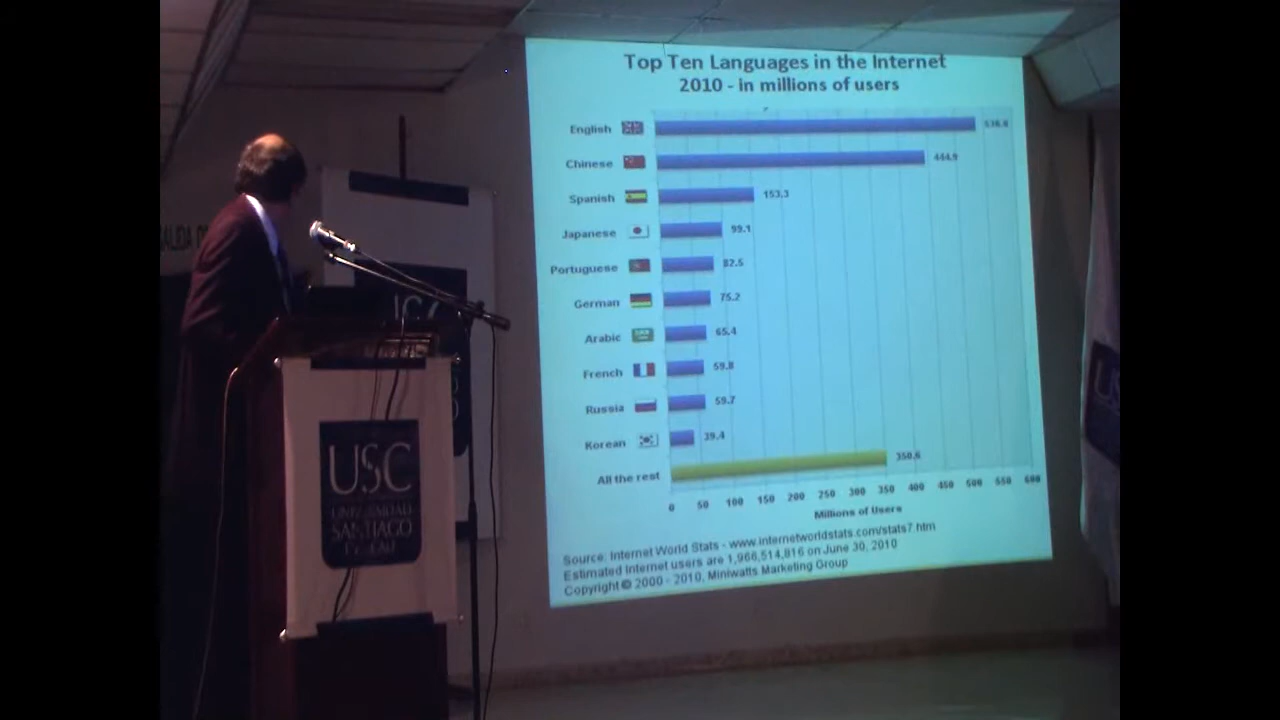 Top Ten Languages in the Internet
2010 - in millions of users
English 536.6
Chinese 444.9
Spanish 153.3
Japanese 99.1
Portuguese 82.5
German 75.2
Arabic 65.4
French 59.8
Russia 59.7
Korean 39.4
All the rest 350.6
0 50 100 150 200 250 300 350 400 450 500 550 600
Millions of Users
Source: Internet World Stats - www.internetworldstats.com/stats7.htm
Estimated Internet users are 1,966,514,816 on June 30, 2010
Copyright © 2000 - 2010, Miniwatts Marketing Group
SALIDA DE
USC
UNIVERSIDAD
SANTIAGO
DE CALI
US